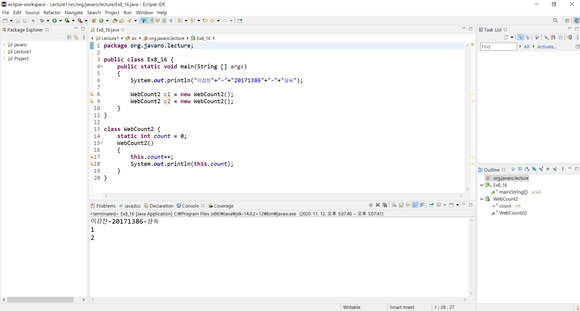 eclipse-workspace - Lecture1/src/org/javaro/lecture/Ex8_16.java - Eclipse IDE
File Edit Source Refactor Navigate Search Project Run Window Help
Package Explorer
javaro
Lecture1
Project
Ex8_16.java
Lecture1 src org.javaro.lecture Ex8_16
1 package org.javaro.lecture;
2
3 public class Ex8_16 {
4 public static void main(String [] args)
5 {
6 System.out.println("이강찬"+"-"+"20171386"+"-"+"상속");
7
8 WebCount2 c1 = new WebCount2();
9 WebCount2 c2 = new WebCount2();
10 }
11 }
12
13 class WebCount2 {
14 static int count = 0;
15 WebCount2()
16 {
17 this.count++;
18 System.out.println(this.count);
19 }
20 }
Task List
Find All Activate...
Outline
org.javaro.lecture
Ex8_16
main(String[]) : void
WebCount2
count : int
WebCount2()
Problems Javadoc Declaration Console Coverage
<terminated> Ex8_16 [Java Application] C:\Program Files (x86)\Java\jdk-14.0.2+12\bin\javaw.exe (2020. 11. 12. 오후 5:07:40 – 오후 5:07:41)
이강찬-20171386-상속
1
2
Writable Smart Insert 1 : 28 : 27